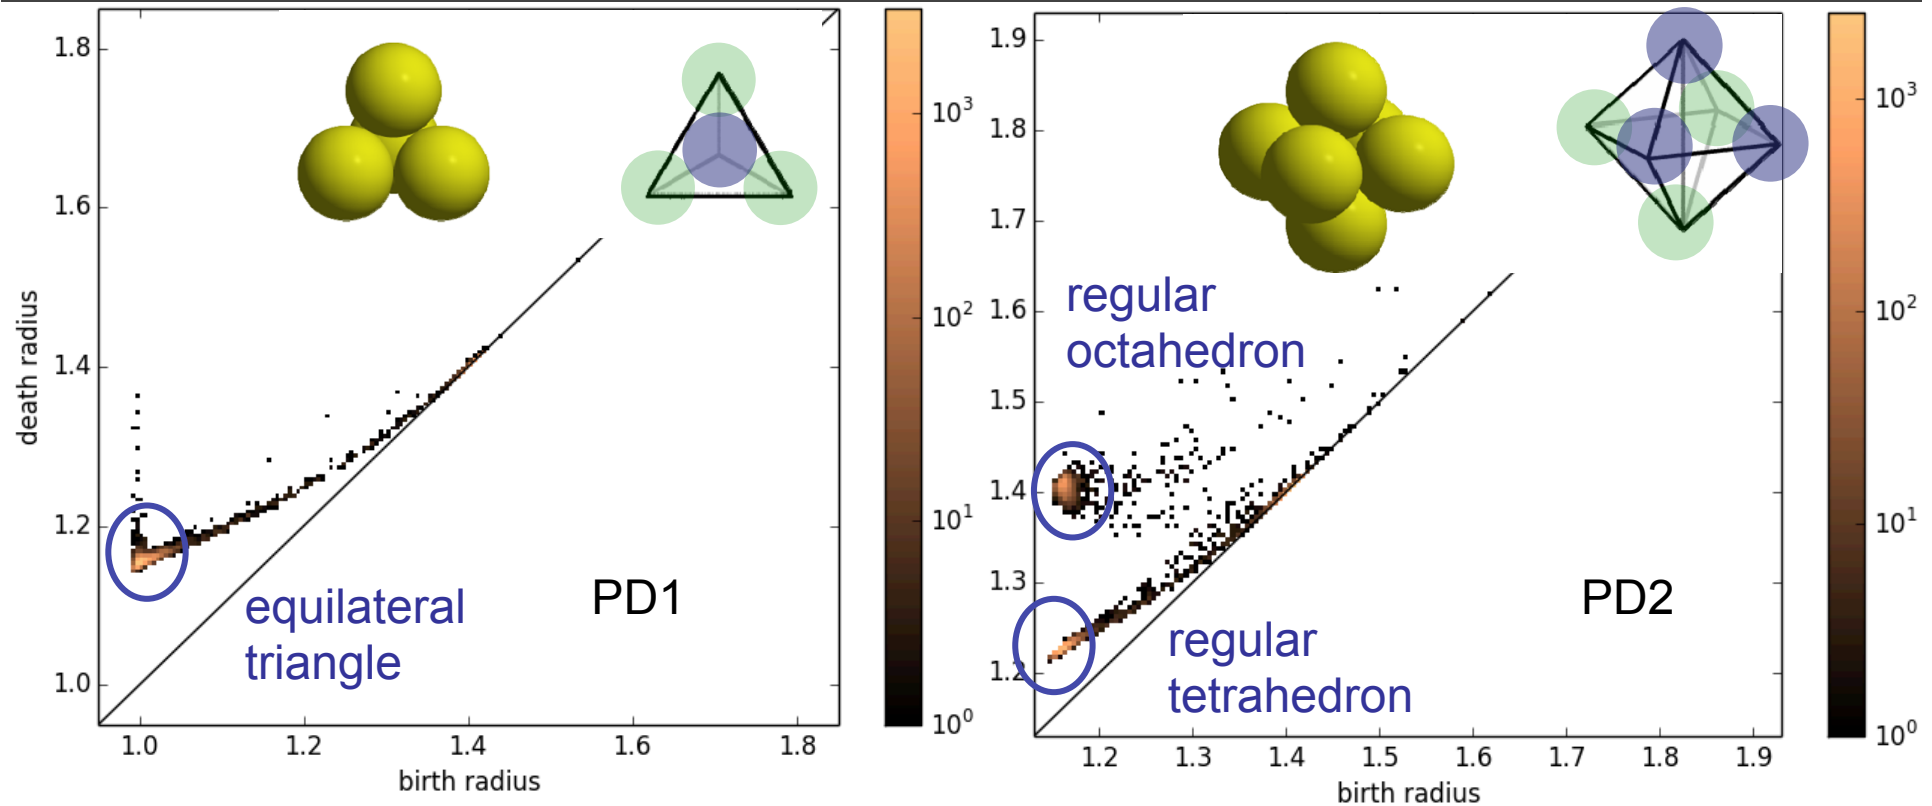 1.8
1.6
1.4
1.2
1.0
death radius
1.0 1.2 1.4 1.6 1.8
birth radius
equilateral
triangle
PD1
10³
10²
10¹
10⁰
1.9
1.8
1.7
1.6
1.5
1.4
1.3
1.2
regular
octahedron
regular
tetrahedron
PD2
1.2 1.3 1.4 1.5 1.6 1.7 1.8 1.9
birth radius
10³
10²
10¹
10⁰